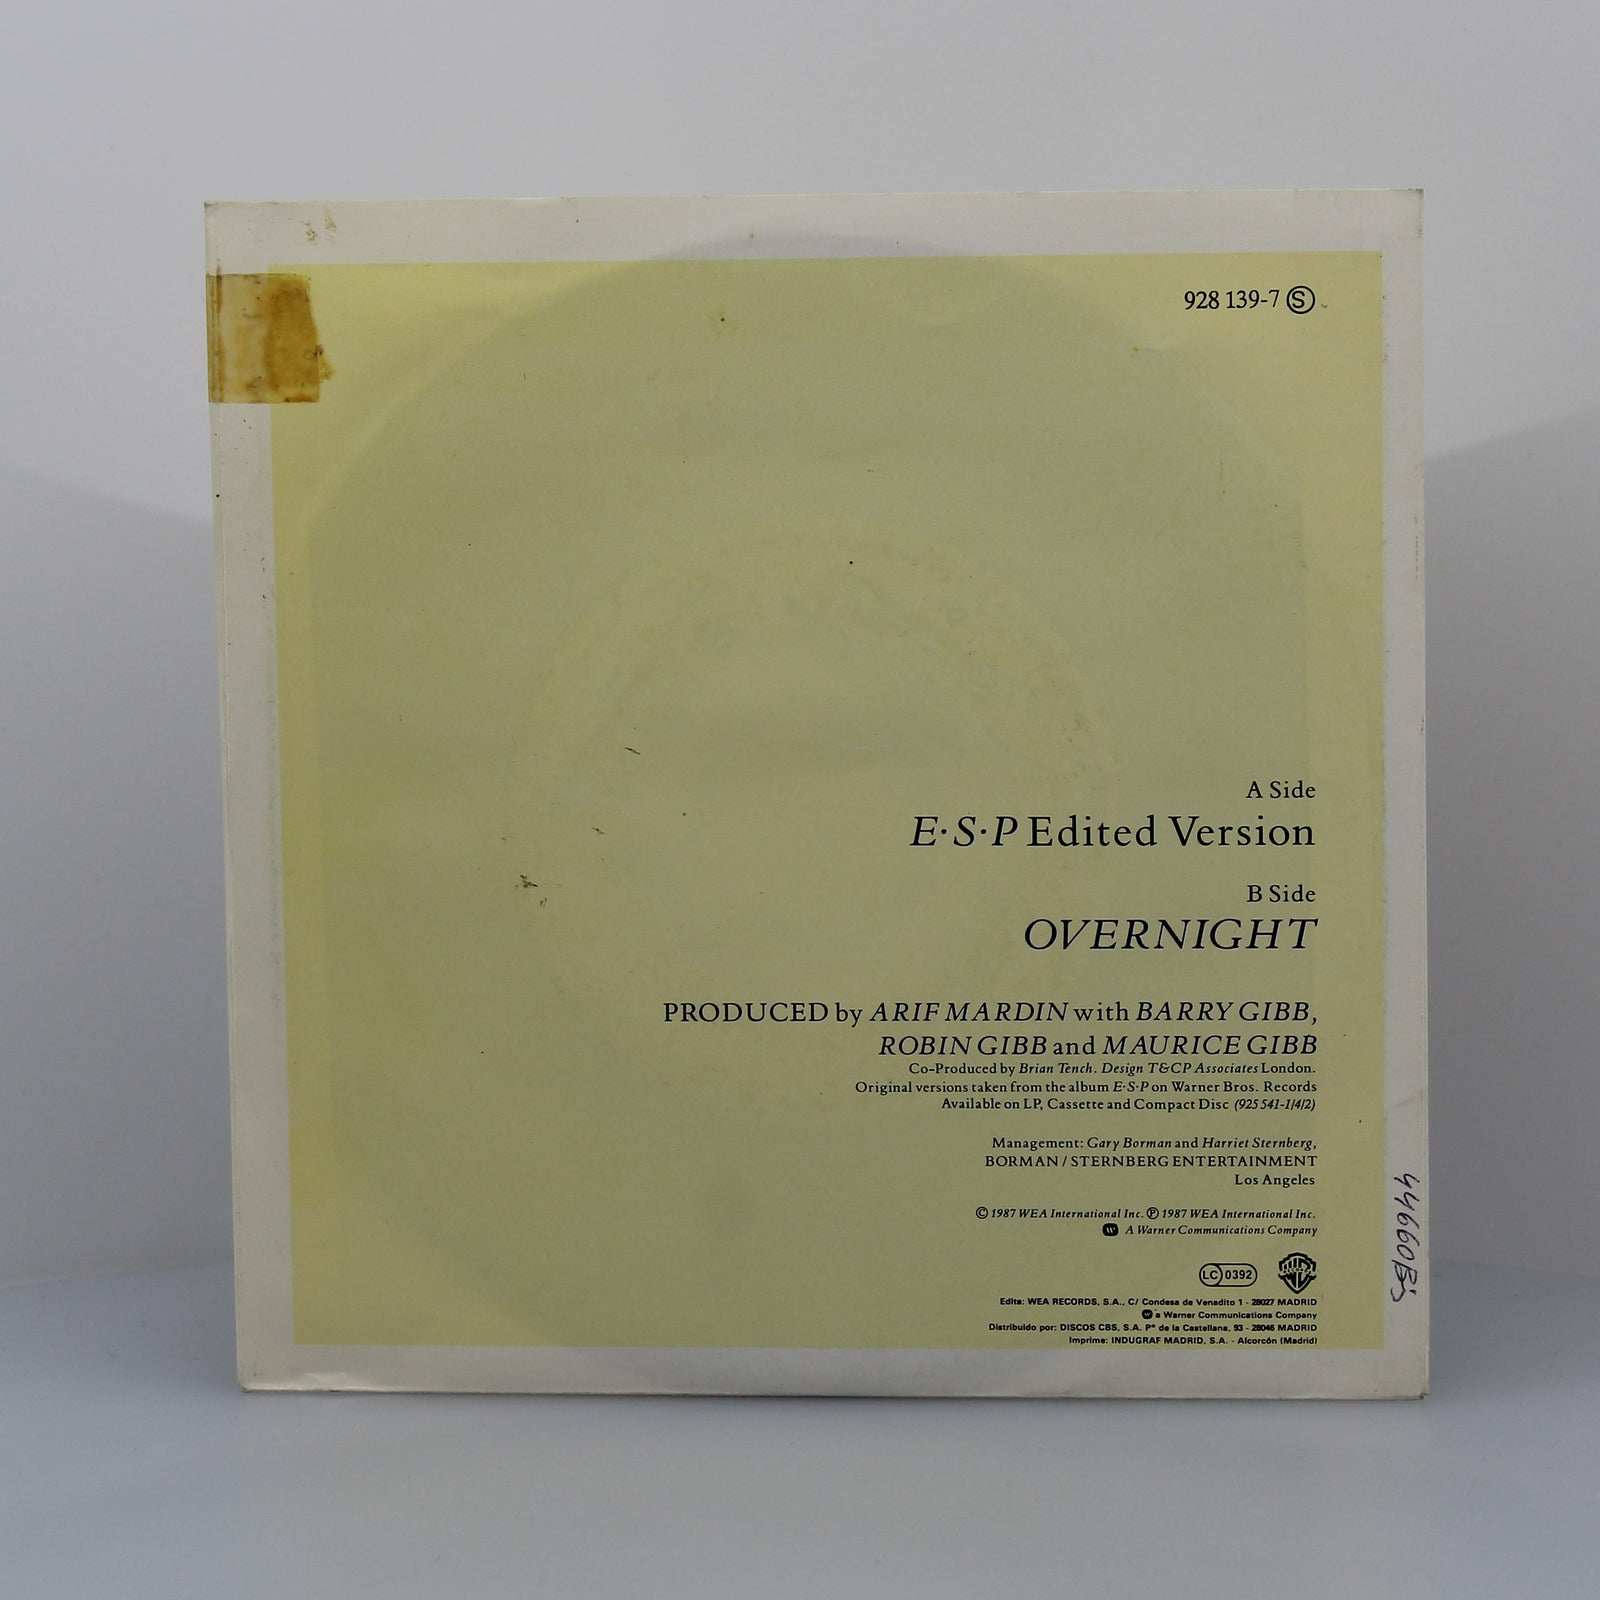 928 139-7 Ⓢ
A Side
E·S·P Edited Version
B Side
OVERNIGHT
PRODUCED by ARIF MARDIN with BARRY GIBB,
ROBIN GIBB and MAURICE GIBB
Co-Produced by Brian Tench. Design T&CP Associates London.
Original versions taken from the album E·S·P on Warner Bros. Records
Available on LP, Cassette and Compact Disc (925 541-1/4/2)
Management: Gary Borman and Harriet Sternberg,
BORMAN / STERNBERG ENTERTAINMENT
Los Angeles
© 1987 WEA International Inc. ℗ 1987 WEA International Inc.
A Warner Communications Company
LC 0392
Edita: WEA RECORDS, S.A., C/ Condesa de Venadito 1 - 28027 MADRID
a Warner Communications Company
Distribuido por: DISCOS CBS, S.A. Pº de la Castellana, 93 - 28046 MADRID
Imprime: INDUGRAF MADRID, S.A. - Alcorcón (Madrid)